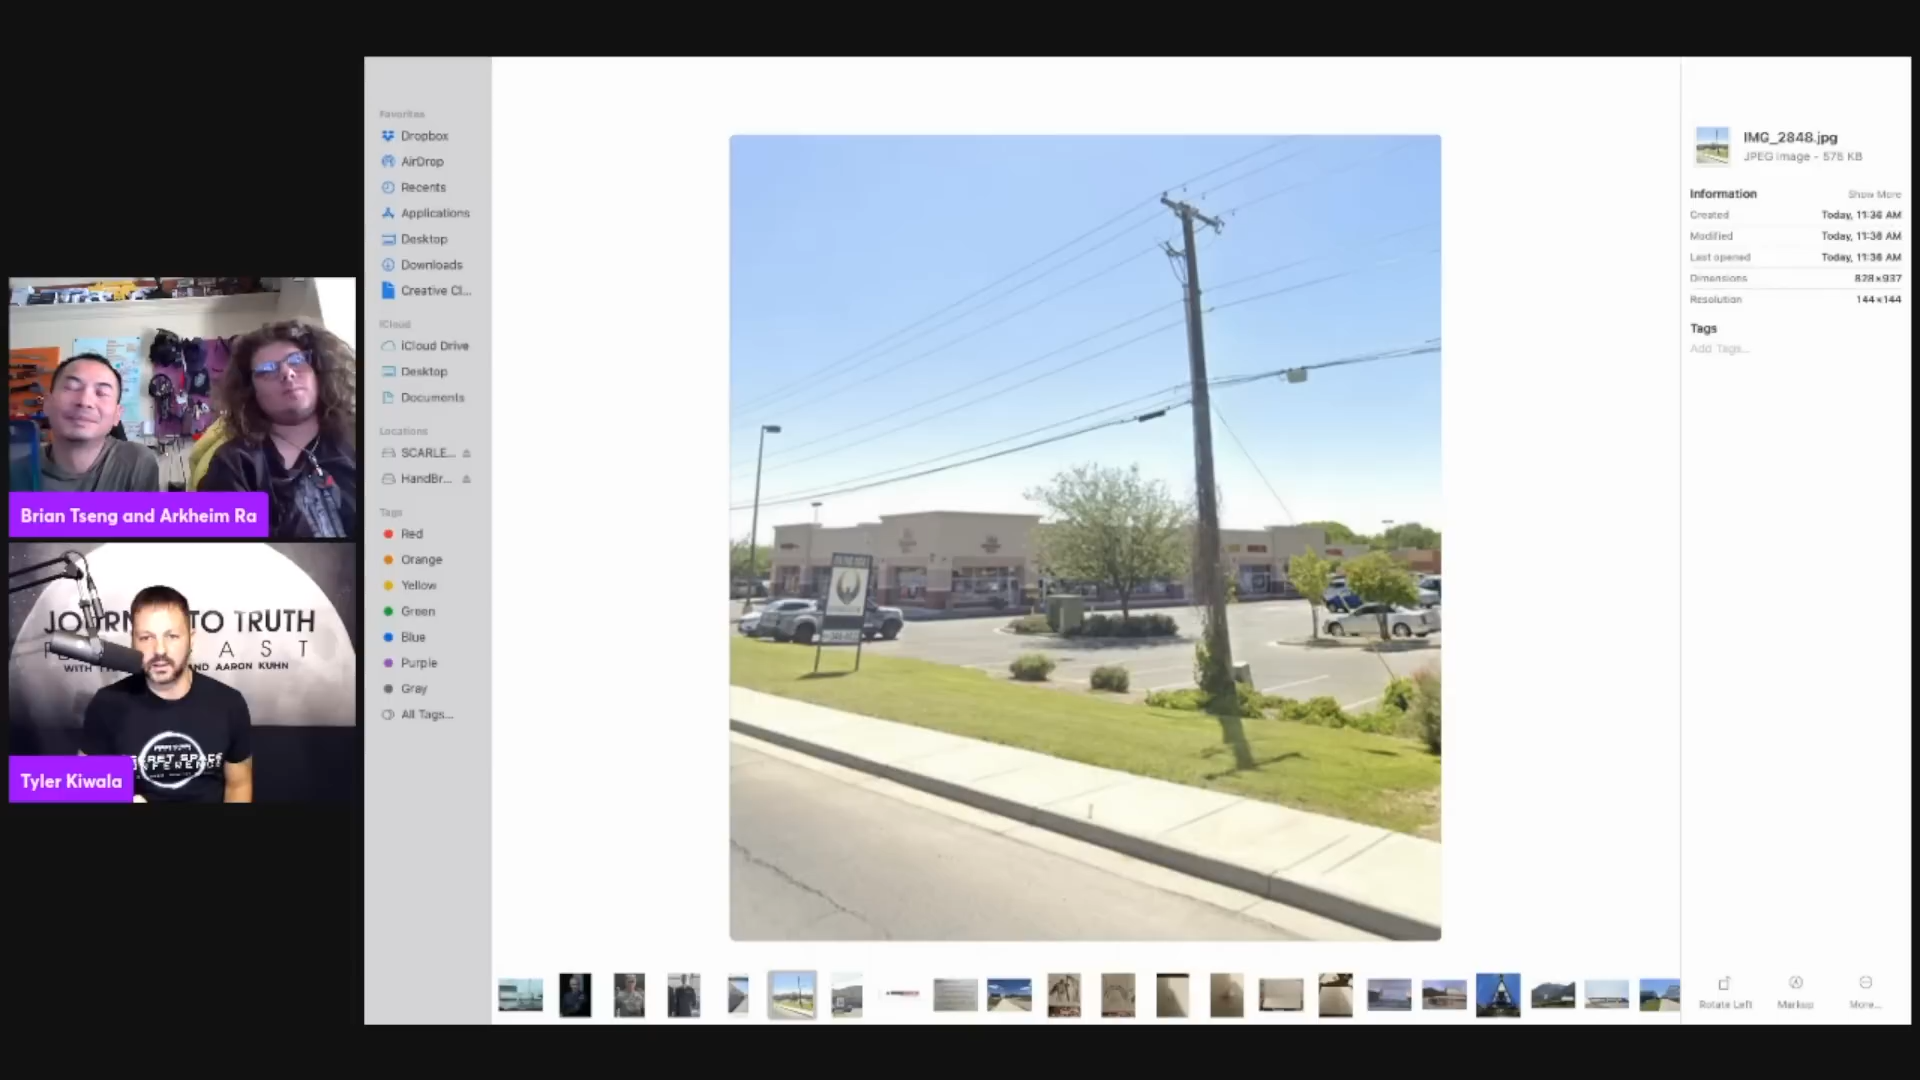 Brian Tseng and Arkheim Ra
JOURN TO TRUTH
AND AARON KUHN
Tyler Kiwala
Favorites
Dropbox
AirDrop
Recents
Applications
Desktop
Downloads
Creative Cl...
iCloud
iCloud Drive
Desktop
Documents
Locations
SCARLE...
HandBr...
Tags
Red
Orange
Yellow
Green
Blue
Purple
Gray
All Tags...
IMG_2848.jpg
JPEG image - 576 KB
Information Show More
Created Today, 11:36 AM
Modified Today, 11:36 AM
Last opened Today, 11:36 AM
Dimensions 828×937
Resolution 144×144
Tags
Add Tags...
Rotate Left
Markup
More...